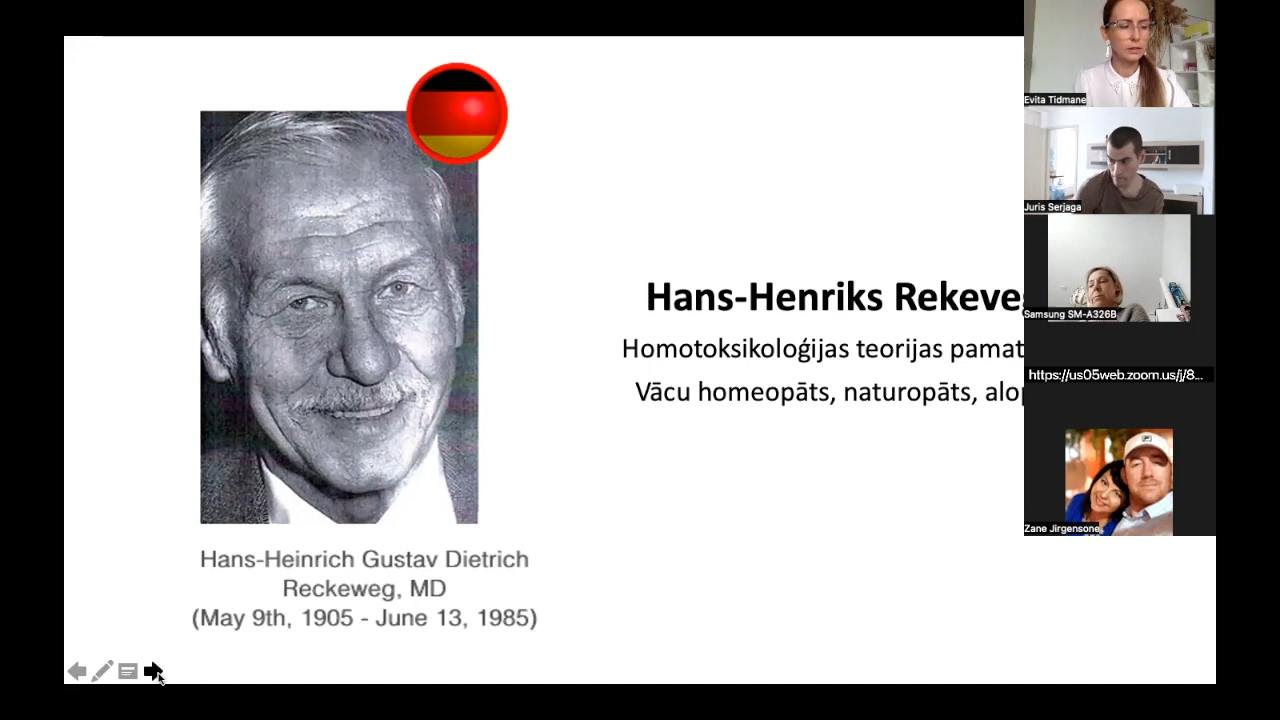 Hans-Henriks Rekeve
Homotoksikoloģijas teorijas pamat
Vācu homeopāts, naturopāts, alop
Hans-Heinrich Gustav Dietrich
Reckeweg, MD
(May 9th, 1905 - June 13, 1985)
Evita Tidmane
Juris Serjaga
Samsung SM-A326B
https://us05web.zoom.us/j/8...
Zane Jirgensone